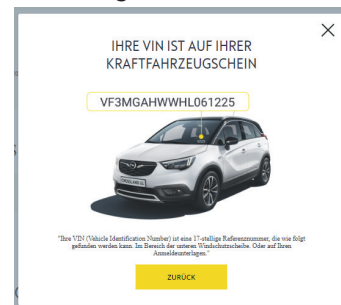 IHRE VIN IST AUF IHRER
KRAFTFAHRZEUGSCHEIN
VF3MGAHWWHL061225
"Ihre VIN (Vehicle Identification Number) ist eine 17-stellige Referenznummer, die wie folgt
gefunden werden kann. Im Bereich der unteren Windschutzscheibe. Oder auf Ihren
Anmeldeunterlagen."
ZURÜCK